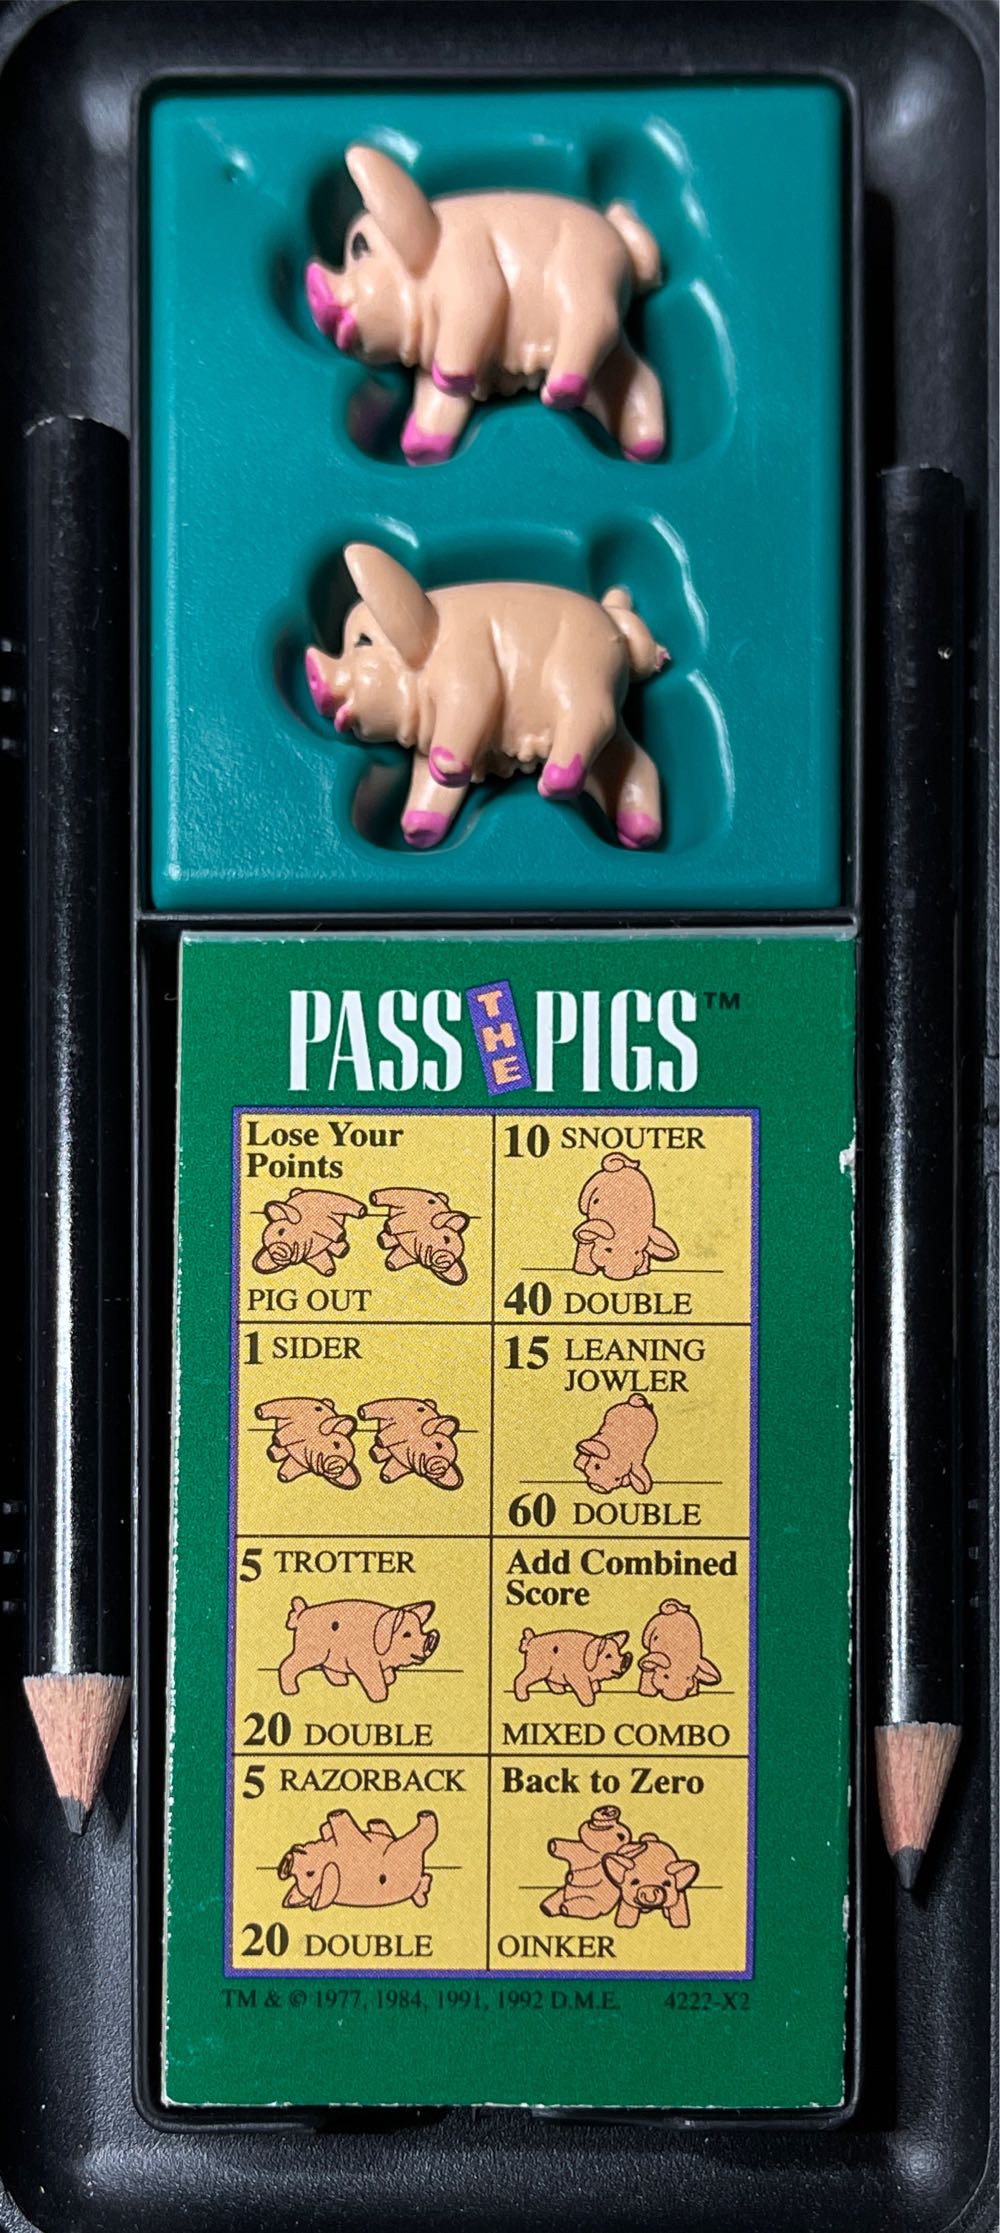 PASS THE PIGS™
Lose Your
Points
PIG OUT
10 SNOUTER
40 DOUBLE
1 SIDER
15 LEANING
JOWLER
60 DOUBLE
5 TROTTER
20 DOUBLE
Add Combined
Score
MIXED COMBO
5 RAZORBACK
20 DOUBLE
Back to Zero
OINKER
TM & © 1977, 1984, 1991, 1992 D.M.E. 4222-X2